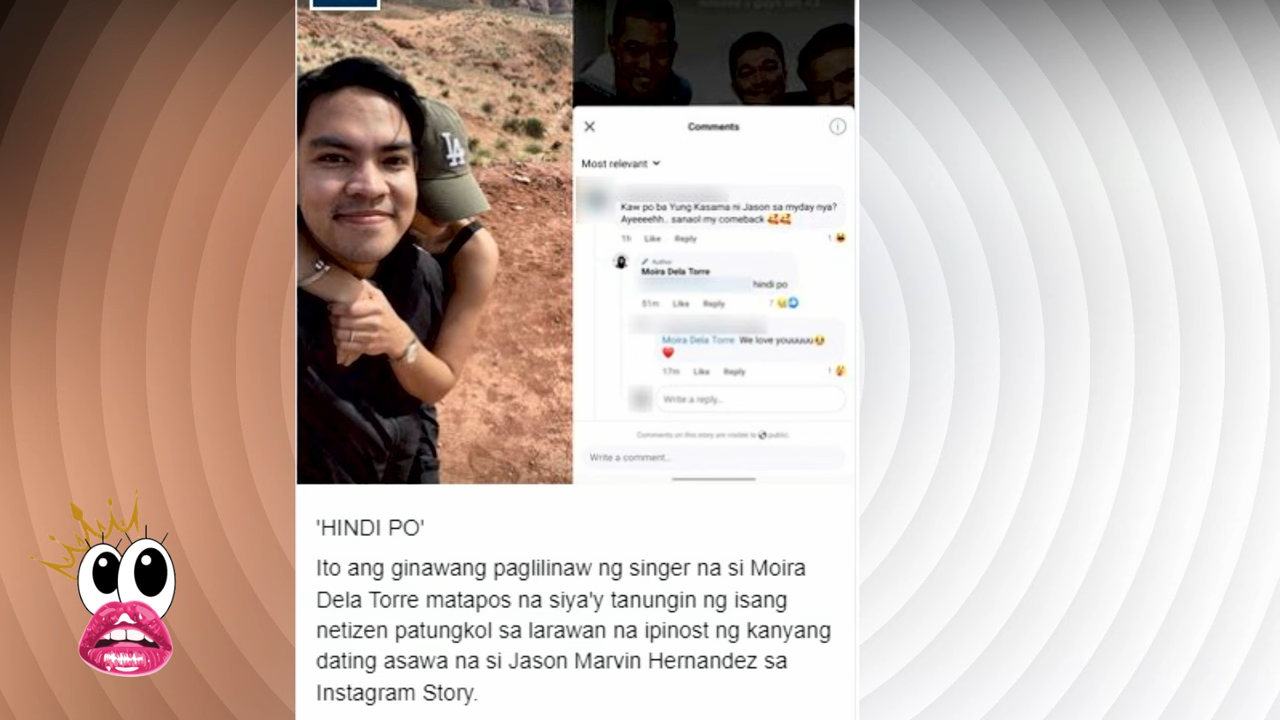 LA
Comments
Most relevant
Kaw po ba Yung Kasama ni Jason sa myday nya?
Ayeeeehh.. sanaol my comeback 🥰🥰
1h Like Reply 1
Author
Moira Dela Torre
hindi po
51m Like Reply 7
Moira Dela Torre We love youuuuu🥹
❤️
17m Like Reply 1
Write a reply...
Comments on this story are visible to public.
Write a comment...
'HINDI PO'
Ito ang ginawang paglilinaw ng singer na si Moira
Dela Torre matapos na siya'y tanungin ng isang
netizen patungkol sa larawan na ipinost ng kanyang
dating asawa na si Jason Marvin Hernandez sa
Instagram Story.